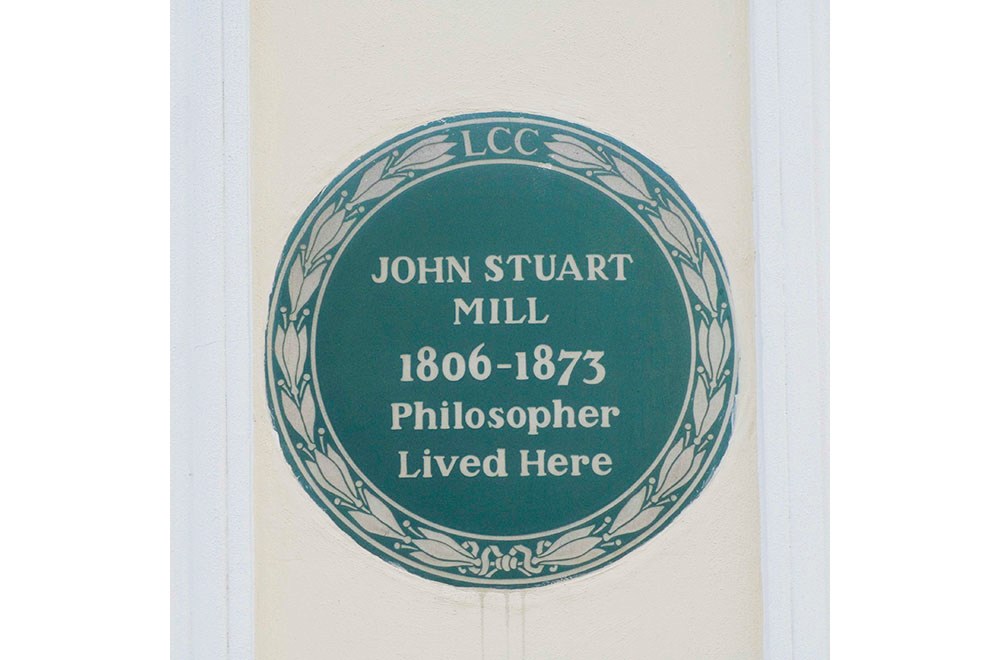 LCC
JOHN STUART
MILL
1806-1873
Philosopher
Lived Here